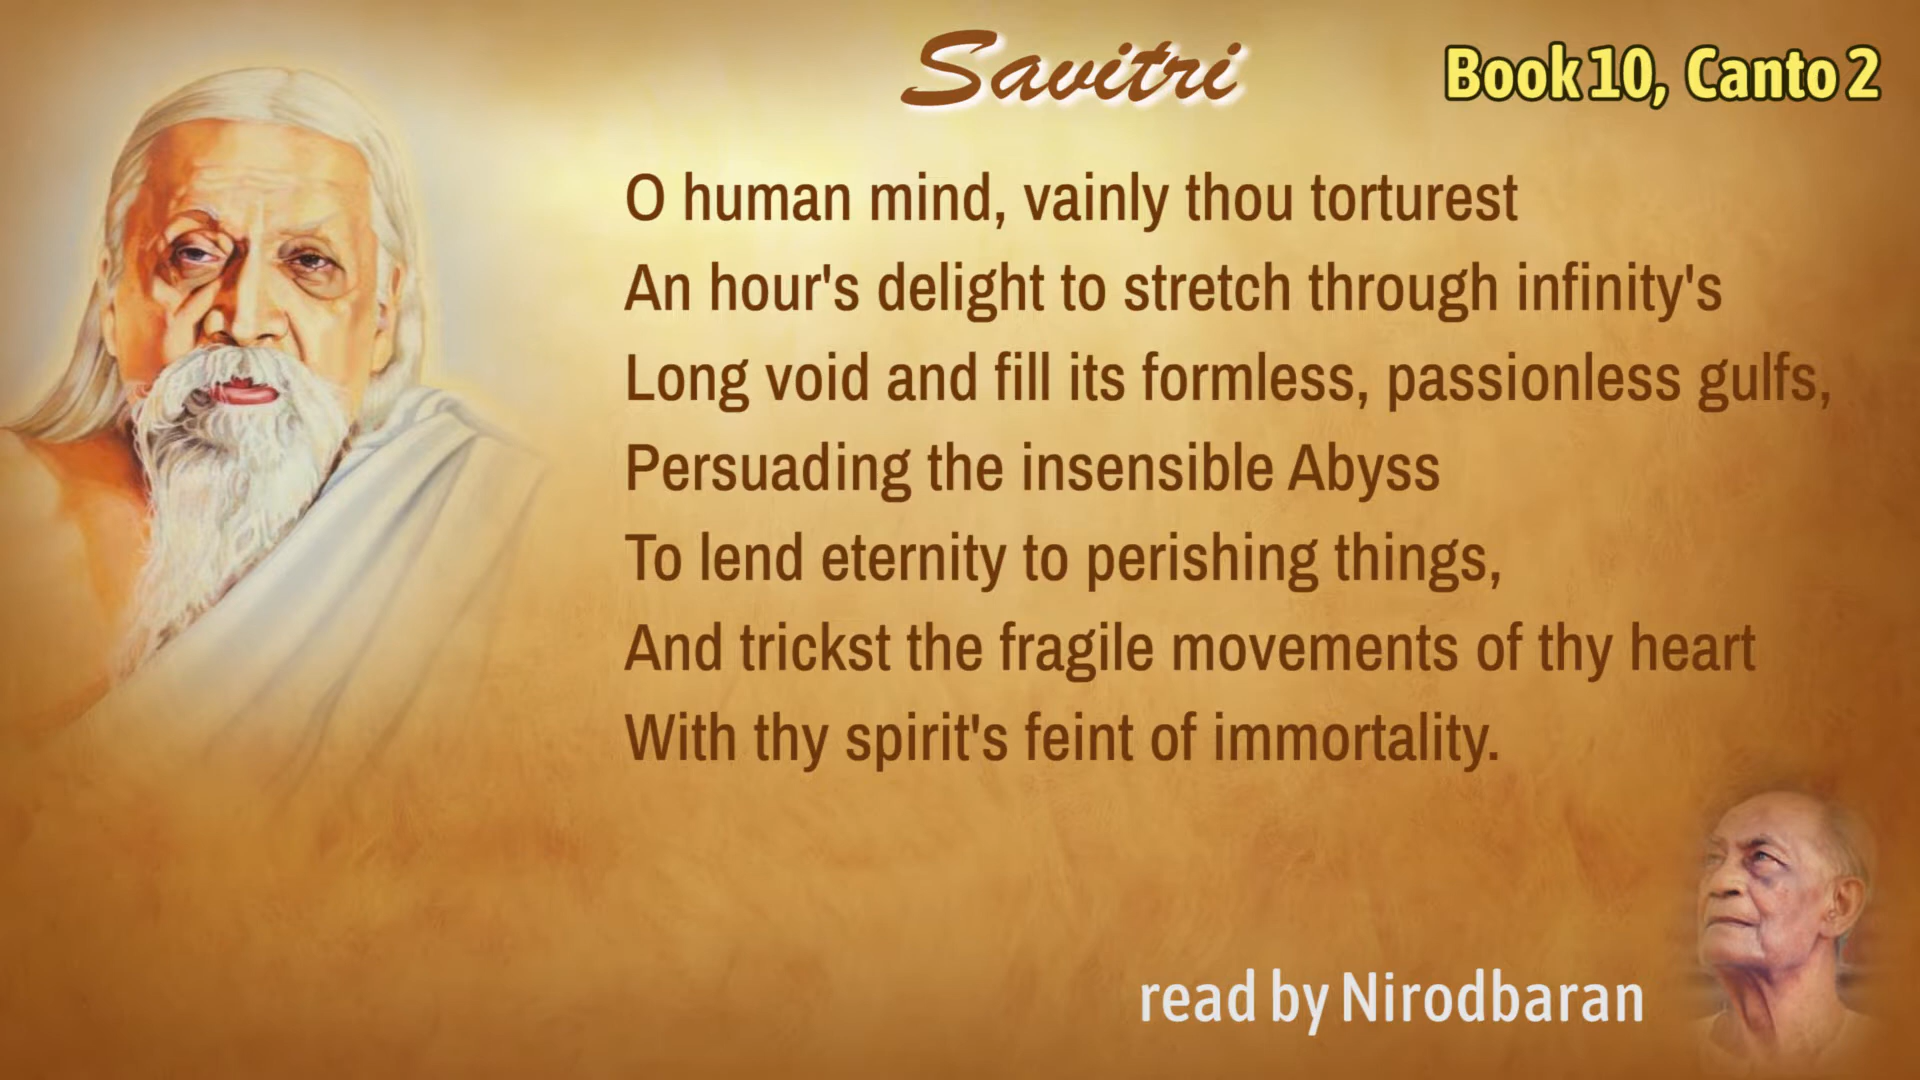 Savitri
Book 10, Canto 2
O human mind, vainly thou torturest
An hour's delight to stretch through infinity's
Long void and fill its formless, passionless gulfs,
Persuading the insensible Abyss
To lend eternity to perishing things,
And trickst the fragile movements of thy heart
With thy spirit's feint of immortality.
read by Nirodbaran